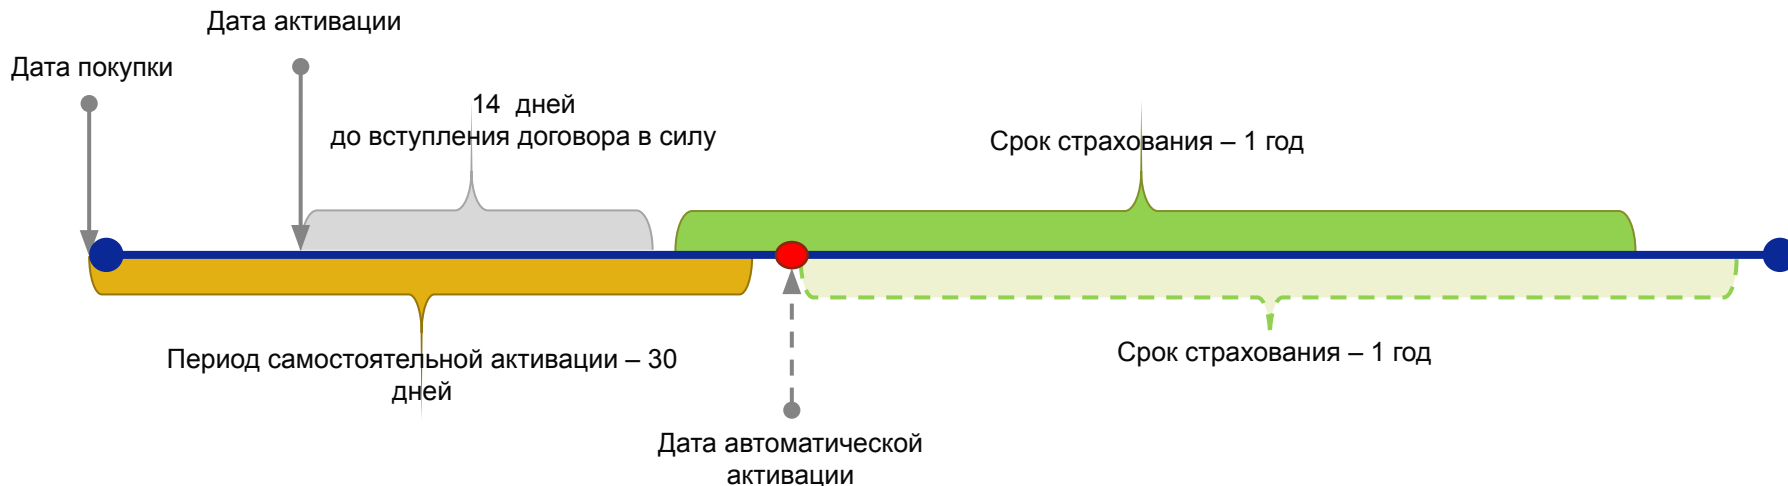 Дата активации
Дата покупки
14 дней
до вступления договора в силу
Срок страхования – 1 год
Период самостоятельной активации – 30
дней
Срок страхования – 1 год
Дата автоматической
активации